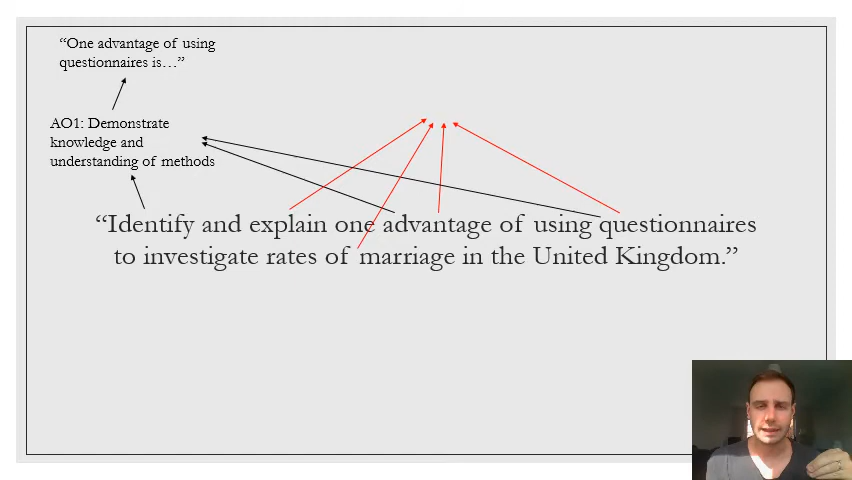 “One advantage of using
questionnaires is…”
AO1: Demonstrate
knowledge and
understanding of methods
“Identify and explain one advantage of using questionnaires
to investigate rates of marriage in the United Kingdom.”